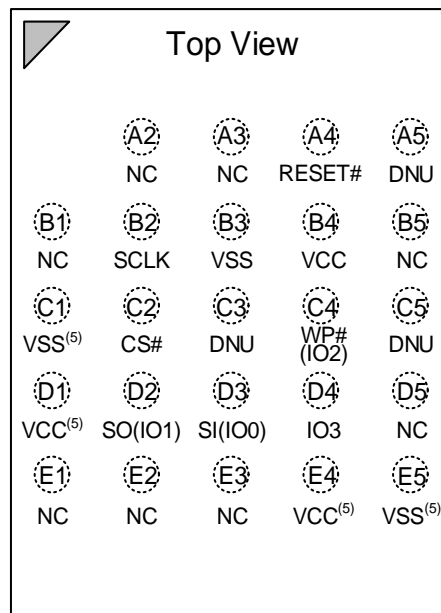 Top View
A2 A3 A4 A5
NC NC RESET# DNU
B1 B2 B3 B4 B5
NC SCLK VSS VCC NC
C1 C2 C3 C4 C5
VSS(5) CS# DNU WP# DNU
(IO2)
D1 D2 D3 D4 D5
VCC(5) SO(IO1) SI(IO0) IO3 NC
E1 E2 E3 E4 E5
NC NC NC VCC(5) VSS(5)